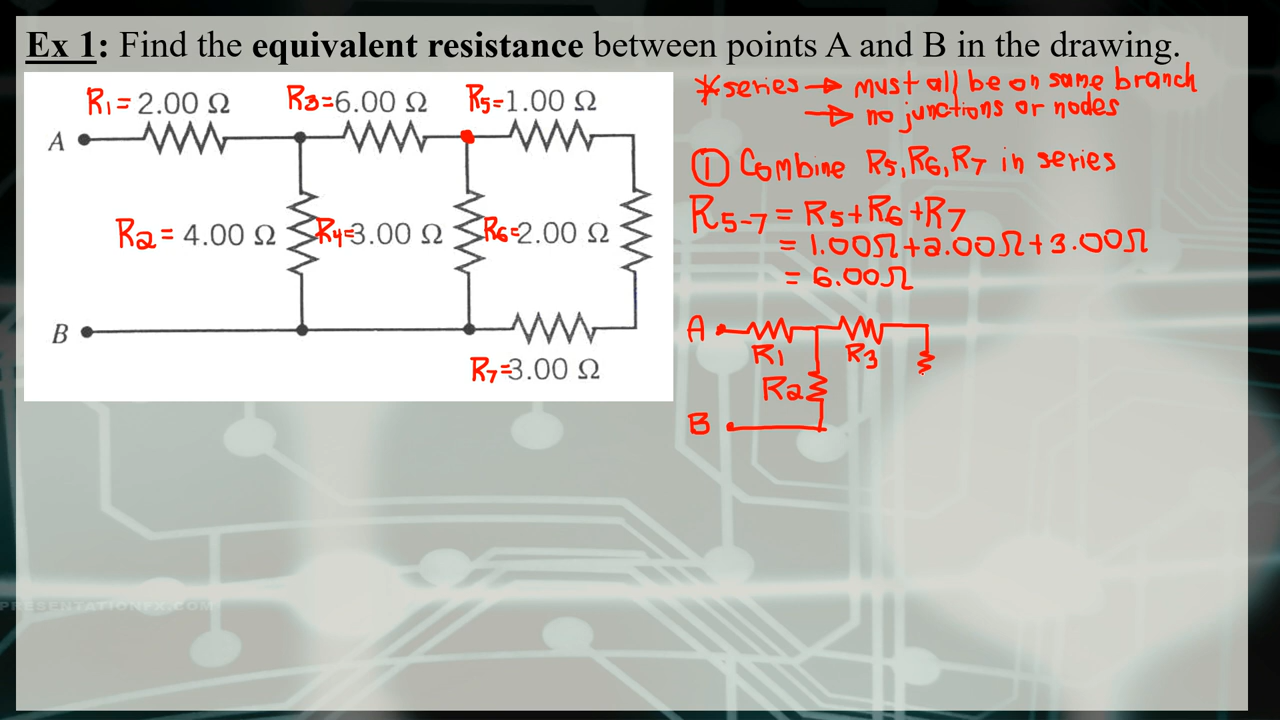 Ex 1: Find the equivalent resistance between points A and B in the drawing.
R1 = 2.00 Ω
R3=6.00 Ω
R5=1.00 Ω
A
R2= 4.00 Ω
R4=3.00 Ω
R6=2.00 Ω
B
R7=3.00 Ω
*series → must all be on same branch
→ no junctions or nodes
① Combine R5, R6, R7 in series
R5-7 = R5+R6+R7
= 1.00Ω+2.00Ω+3.00Ω
= 6.00Ω
A
R1
R3
R2
B
PRESENTATIONFX.COM